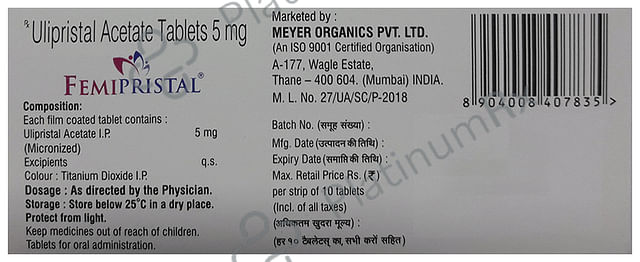 ℞ Ulipristal Acetate Tablets 5 mg
FEMIPRISTAL®
Composition:
Each film coated tablet contains :
Ulipristal Acetate I.P. 5 mg
(Micronized)
Excipients q.s.
Colour : Titanium Dioxide I.P.
Dosage : As directed by the Physician.
Storage : Store below 25°C in a dry place.
Protect from light.
Keep medicines out of reach of children.
Tablets for oral administration.
Marketed by :
MEYER ORGANICS PVT. LTD.
(An ISO 9001 Certified Organisation)
A-177, Wagle Estate,
Thane – 400 604. (Mumbai) INDIA.
M. L. No. 27/UA/SC/P-2018
Batch No. (समूह संख्या) :
Mfg. Date (उत्पादन की तिथि) :
Expiry Date (समाप्ति की तिथि) :
Max. Retail Price Rs. (₹)
per strip of 10 tablets
(Incl. of all taxes)
(अधिकतम खुदरा मूल्य) :
(हर १० टैबलेटस् का, सभी करों सहित)
8 904008 407835 >
PlatinumRx